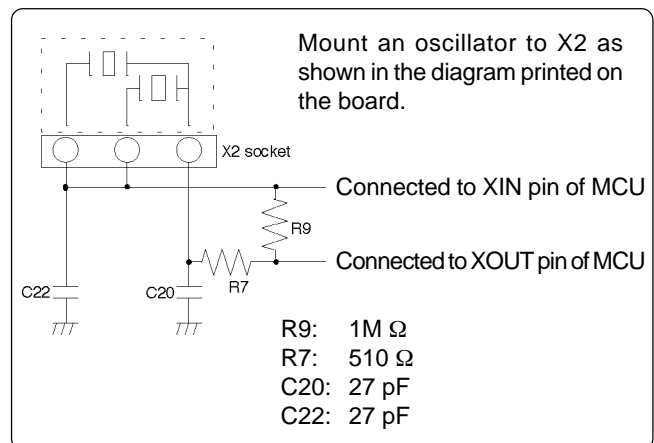 Mount an oscillator to X2 as
shown in the diagram printed on
the board.
X2 socket
Connected to XIN pin of MCU
R9
Connected to XOUT pin of MCU
R7
C22
C20
R9: 1M Ω
R7: 510 Ω
C20: 27 pF
C22: 27 pF